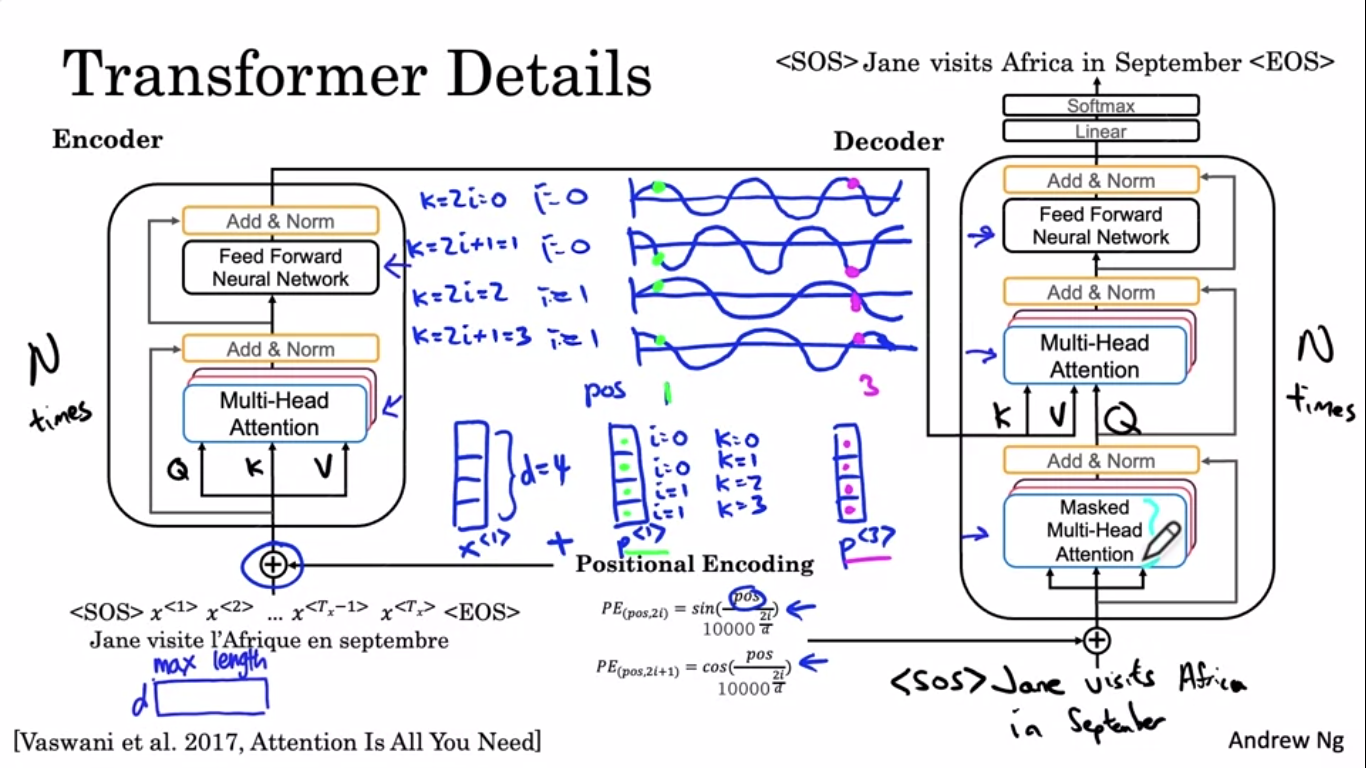 Transformer Details
<SOS> Jane visits Africa in September <EOS>
Softmax
Linear
Encoder
Decoder
Add & Norm
Feed Forward
Neural Network
Add & Norm
Multi-Head
Attention
Q K V
N
times
k=2i=0 i=0
k=2i+1=1 i=0
k=2i=2 i=1
k=2i+1=3 i=1
pos 1 3
d=4
i=0 k=0
i=0 k=1
i=1 k=2
i=1 k=3
x<1> + p<1> p<3>
Positional Encoding
PE(pos,2i) = sin(pos/10000^(2i/d))
PE(pos,2i+1) = cos(pos/10000^(2i/d))
Add & Norm
Feed Forward
Neural Network
Add & Norm
Multi-Head
Attention
K V Q
Add & Norm
Masked
Multi-Head
Attention
N
times
<SOS> x<1> x<2> ... x<Tx−1> x<Tx> <EOS>
Jane visite l'Afrique en septembre
max length
d
<SOS> Jane visits Africa
in September
[Vaswani et al. 2017, Attention Is All You Need]
Andrew Ng